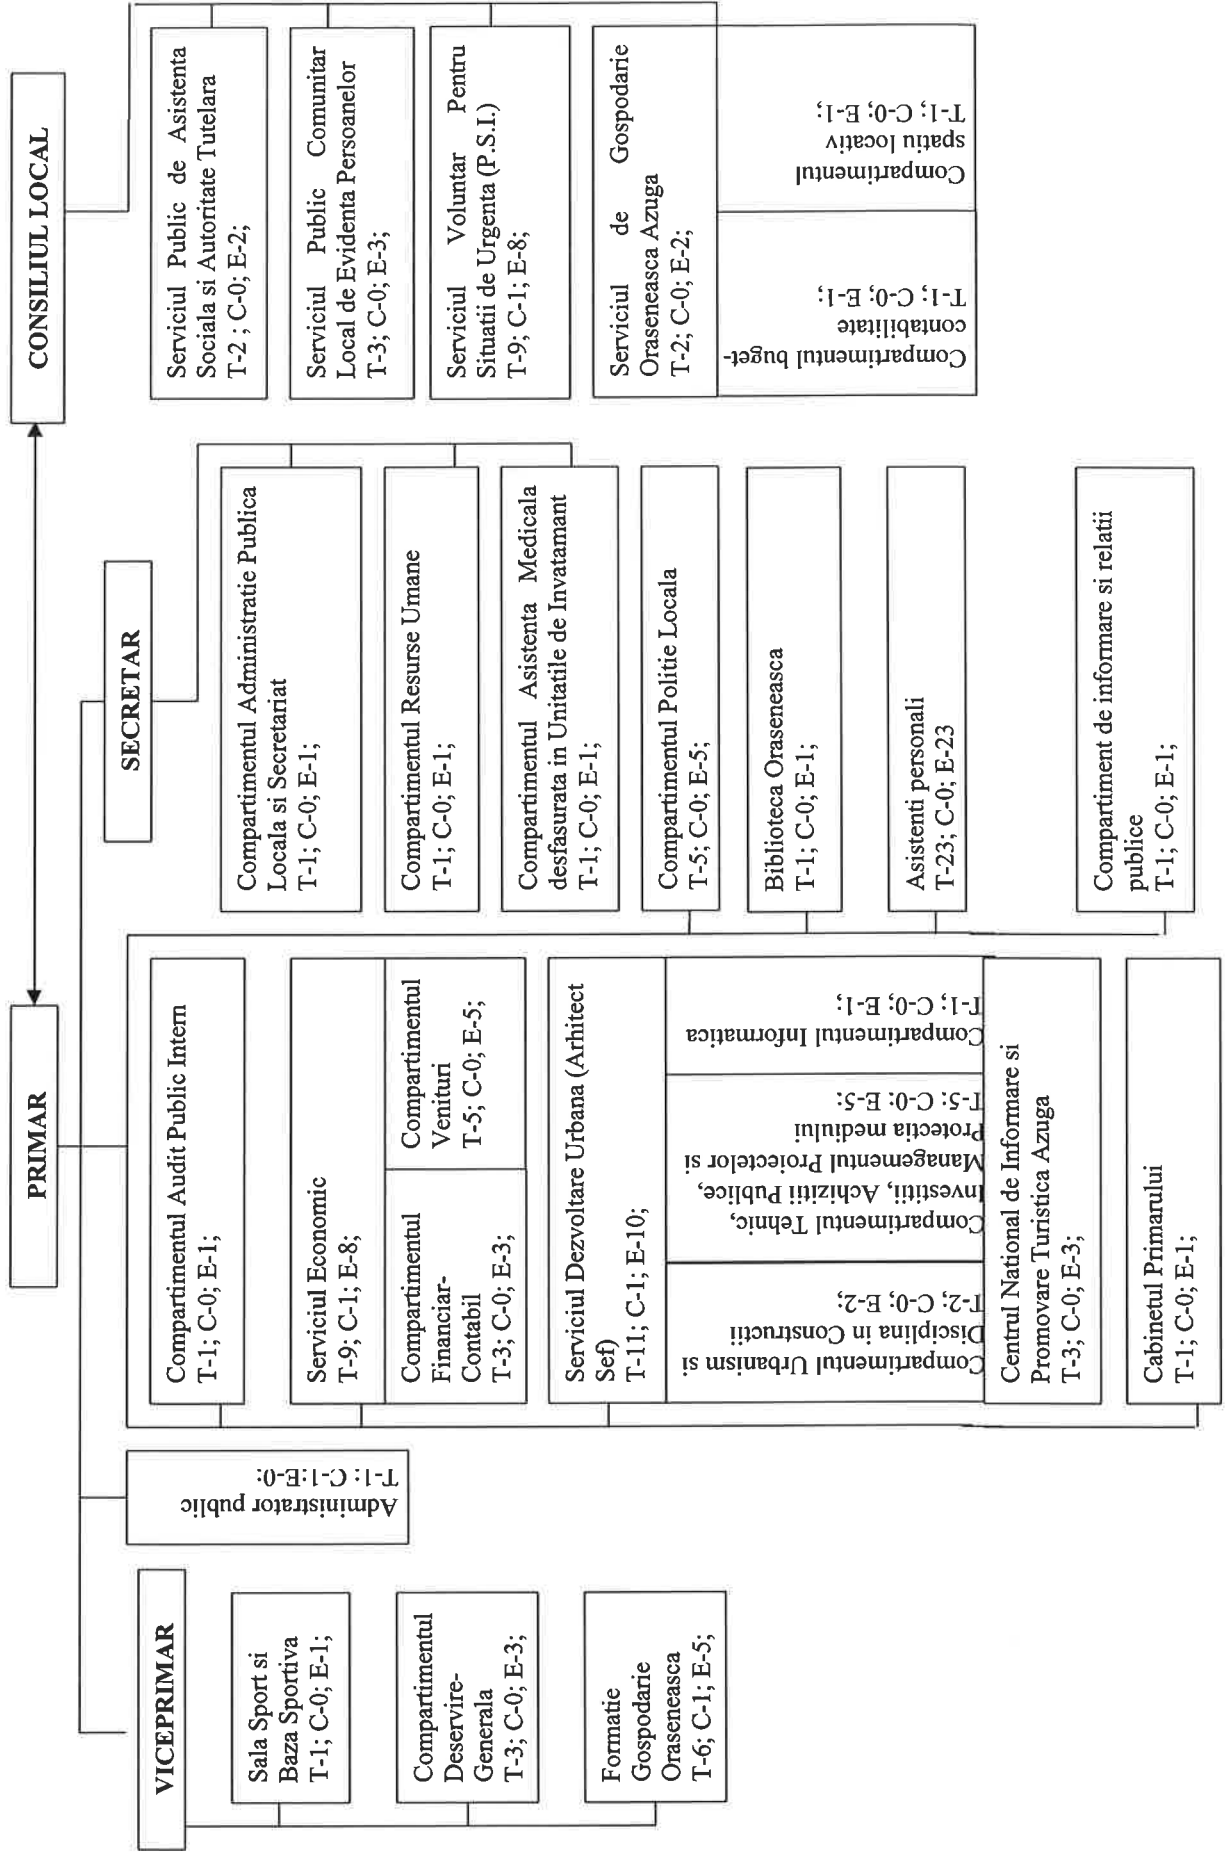 PRIMAR
CONSILIUL LOCAL
VICEPRIMAR
Sala Sport si
Baza Sportiva
T-1; C-0; E-1;
Compartimentul
Deservire-
Generala
T-3; C-0; E-3;
Formatie
Gospodarie
Oraseneasca
T-6; C-1; E-5;
Administrator public
T-1; C-1;E-0;
Compartimentul Audit Public Intern
T-1; C-0; E-1;
Serviciul Economic
T-9; C-1; E-8;
Compartimentul
Financiar-
Contabil
T-3; C-0; E-3;
Compartimentul
Venituri
T-5; C-0; E-5;
Serviciul Dezvoltare Urbana (Arhitect
Sef)
T-11; C-1; E-10;
Compartimentul Urbanism si
Disciplina in Constructii
T-2; C-0; E-2;
Compartimentul Tehnic,
Investitii, Achizitii Publice,
Managementul Proiectelor si
Protectia mediului
T-5; C-0; E-5;
Compartimentul Informatica
T-1; C-0; E-1;
Centrul National de Informare si
Promovare Turistica Azuga
T-3; C-0; E-3;
Cabinetul Primarului
T-1; C-0; E-1;
SECRETAR
Compartimentul Administratie Publica
Locala si Secretariat
T-1; C-0; E-1;
Compartimentul Resurse Umane
T-1; C-0; E-1;
Compartimentul Asistenta Medicala
desfasurata in Unitatile de Invatamant
T-1; C-0; E-1;
Compartimentul Politie Locala
T-5; C-0; E-5;
Biblioteca Oraseneasca
T-1; C-0; E-1;
Asistenti personali
T-23; C-0; E-23
Compartiment de informare si relatii
publice
T-1; C-0; E-1;
Serviciul Public de Asistenta
Sociala si Autoritate Tutelara
T-2 ; C-0; E-2;
Serviciul Public Comunitar
Local de Evidenta Persoanelor
T-3; C-0; E-3;
Serviciul Voluntar Pentru
Situatii de Urgenta (P.S.I.)
T-9; C-1; E-8;
Serviciul de Gospodarie
Oraseneasca Azuga
T-2; C-0; E-2;
Compartimentul buget-
contabilitate
T-1; C-0; E-1;
Compartimentul
spatiu locativ
T-1; C-0; E-1;